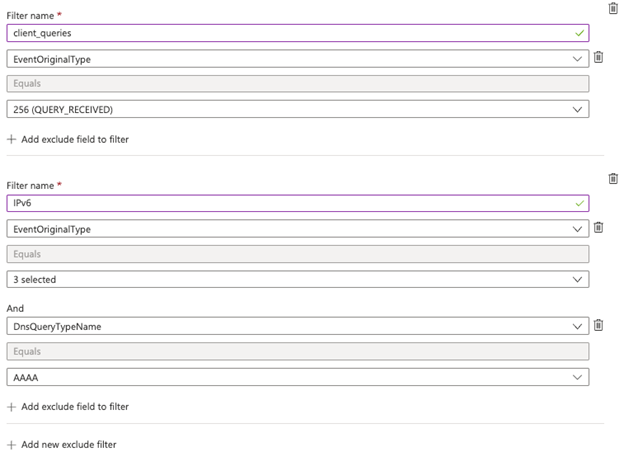 Filter name *
client_queries
EventOriginalType
Equals
256 (QUERY_RECEIVED)
+ Add exclude field to filter
Filter name *
IPv6
EventOriginalType
Equals
3 selected
And
DnsQueryTypeName
Equals
AAAA
+ Add exclude field to filter
+ Add new exclude filter